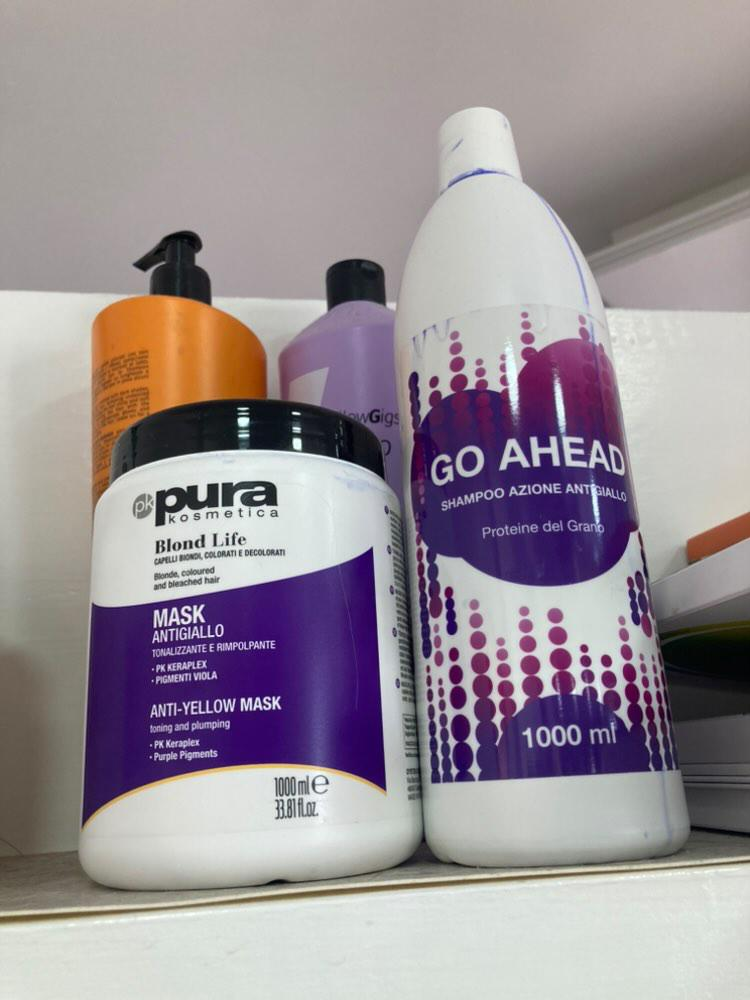 pk pura
kosmetica
Blond Life
CAPELLI BIONDI, COLORATI E DECOLORATI
Blonde, coloured
and bleached hair
MASK
ANTIGIALLO
TONALIZZANTE E RIMPOLPANTE
• PK KERAPLEX
• PIGMENTI VIOLA
ANTI-YELLOW MASK
toning and plumping
• PK Keraplex
• Purple Pigments
1000 ml e
33.81 fl.oz.
GO AHEAD
SHAMPOO AZIONE ANTIGIALLO
Proteine del Grano
1000 ml